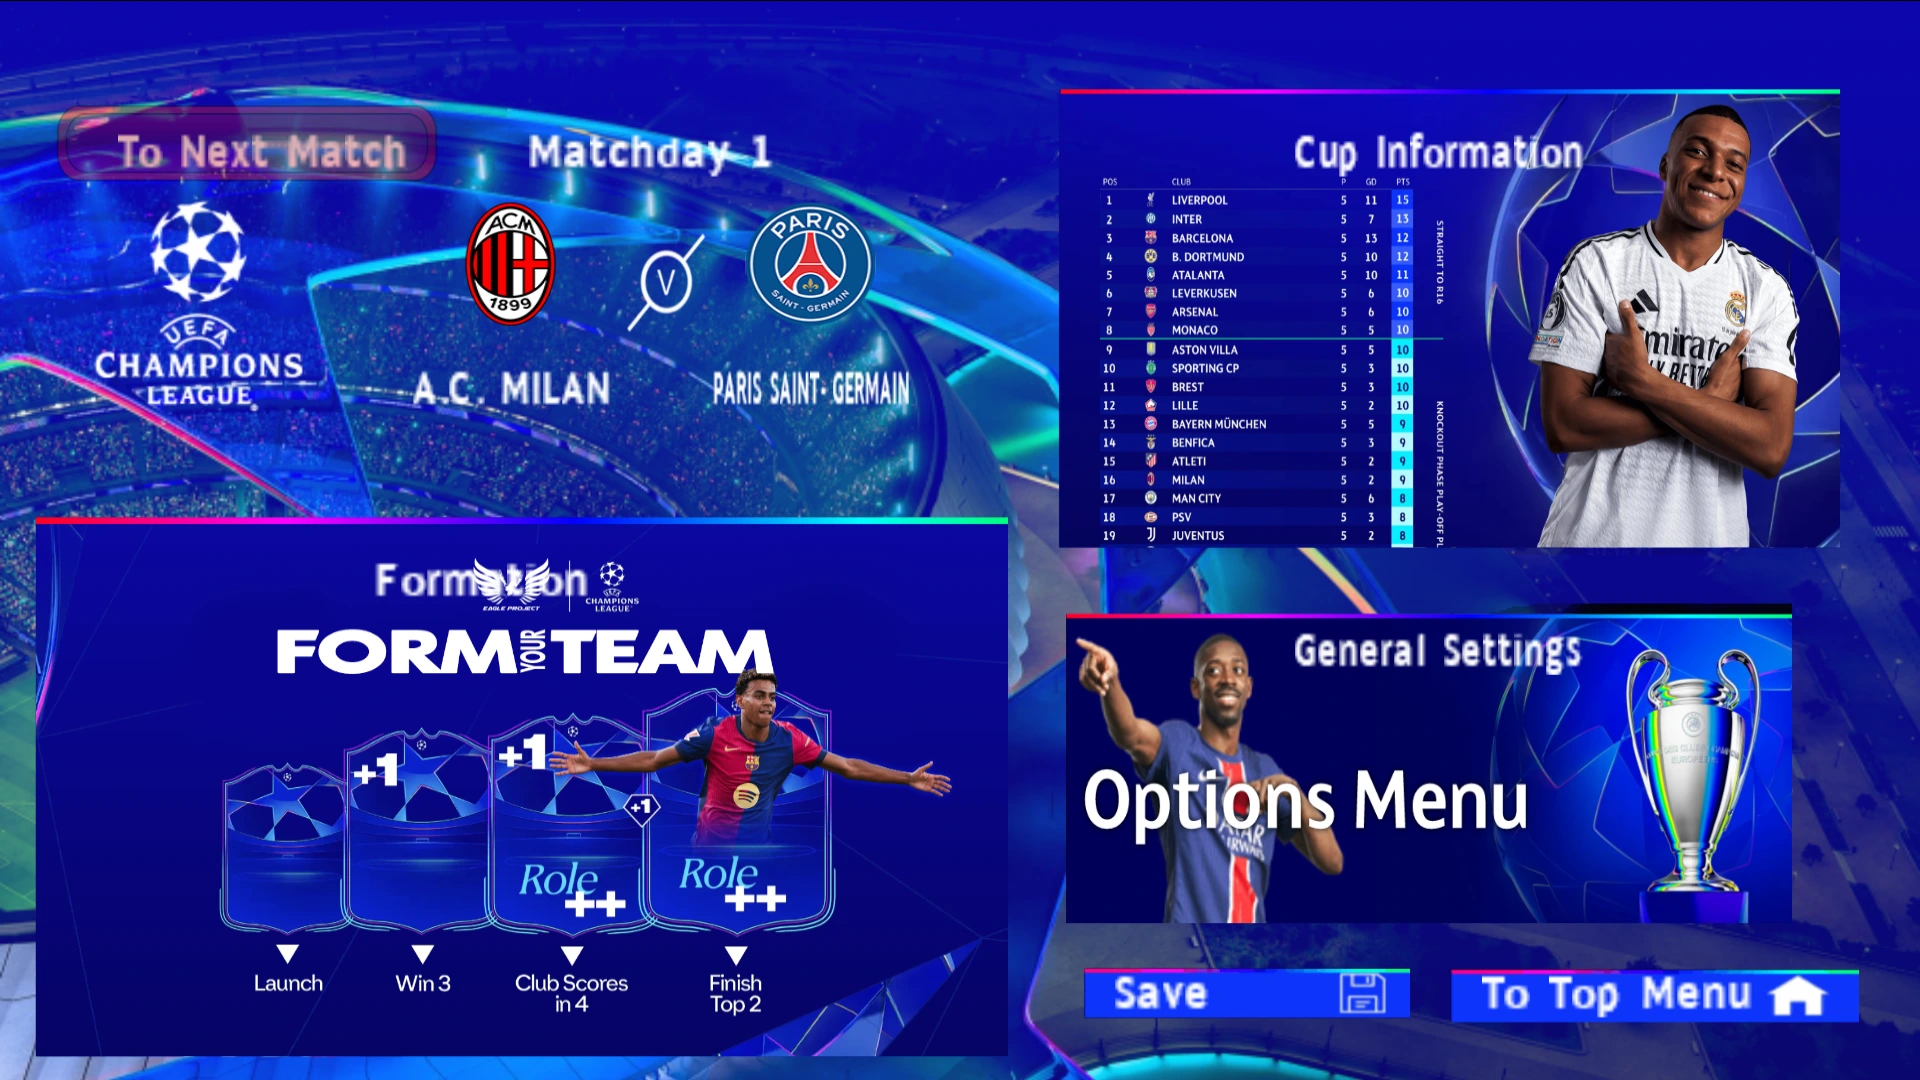 To Next Match
Matchday 1
ACM
1899
V
PARIS
SAINT-GERMAIN
UEFA
CHAMPIONS
LEAGUE
A.C. MILAN
PARIS SAINT-GERMAIN
Cup Information
POS CLUB P GD PTS
1 LIVERPOOL 5 11 15
2 INTER 5 7 13
3 BARCELONA 5 13 12
4 B. DORTMUND 5 10 12
5 ATALANTA 5 10 11
6 LEVERKUSEN 5 6 10
7 ARSENAL 5 6 10
8 MONACO 5 5 10
9 ASTON VILLA 5 5 10
10 SPORTING CP 5 3 10
11 BREST 5 3 10
12 LILLE 5 2 10
13 BAYERN MÜNCHEN 5 5 9
14 BENFICA 5 3 9
15 ATLETI 5 2 9
16 MILAN 5 2 9
17 MAN CITY 5 6 8
18 PSV 5 3 8
19 JUVENTUS 5 2 8
STRAIGHT TO R16
KNOCKOUT PHASE PLAY-OFF
Formation
EAGLE PROJECT
CHAMPIONS
LEAGUE
FORM YOUR TEAM
+1
+1
+1
Role
++
Role
++
Launch
Win 3
Club Scores
in 4
Finish
Top 2
General Settings
Options Menu
Save
To Top Menu